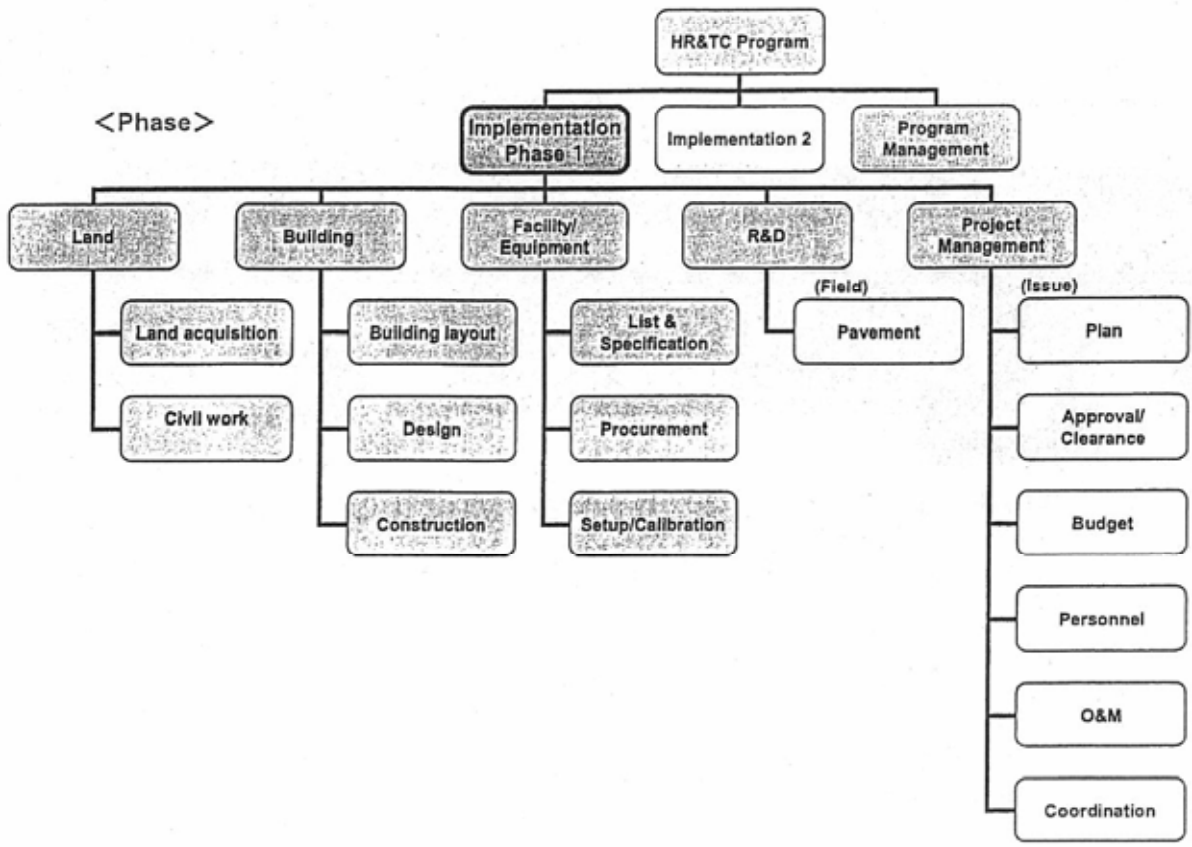 HR&TC Program
<Phase>
Implementation
Phase 1
Implementation 2
Program
Management
Land
Building
Facility/
Equipment
R&D
Project
Management
(Field)
(Issue)
Land acquisition
Building layout
List &
Specification
Pavement
Plan
Civil work
Design
Procurement
Approval/
Clearance
Construction
Setup/Calibration
Budget
Personnel
O&M
Coordination